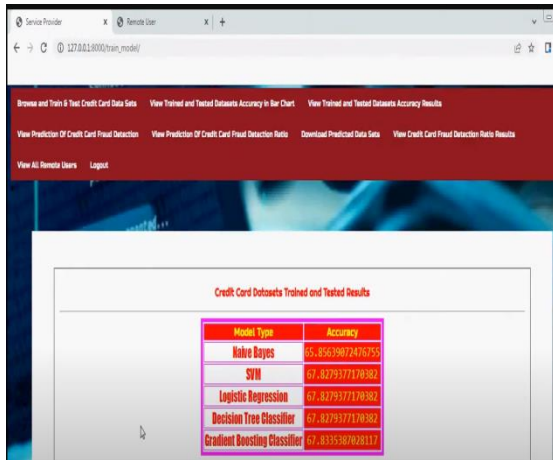 Service Provider x Remote User x +
127.0.0.1:8000/train_model/
Browse and Train & Test Credit Card Data Sets View Trained and Tested Datasets Accuracy in Bar Chart View Trained and Tested Datasets Accuracy Results
View Prediction Of Credit Card Fraud Detection View Prediction Of Credit Card Fraud Detection Ratio Download Predicted Data Sets View Credit Card Fraud Detection Ratio Results
View All Remote Users Logout
Credit Card Datasets Trained and Tested Results
Model Type Accuracy
Naive Bayes 65.85639072476755
SVM 67.8279377170382
Logistic Regression 67.8279377170382
Decision Tree Classifier 67.8279377170382
Gradient Boosting Classifier 67.8335387028117